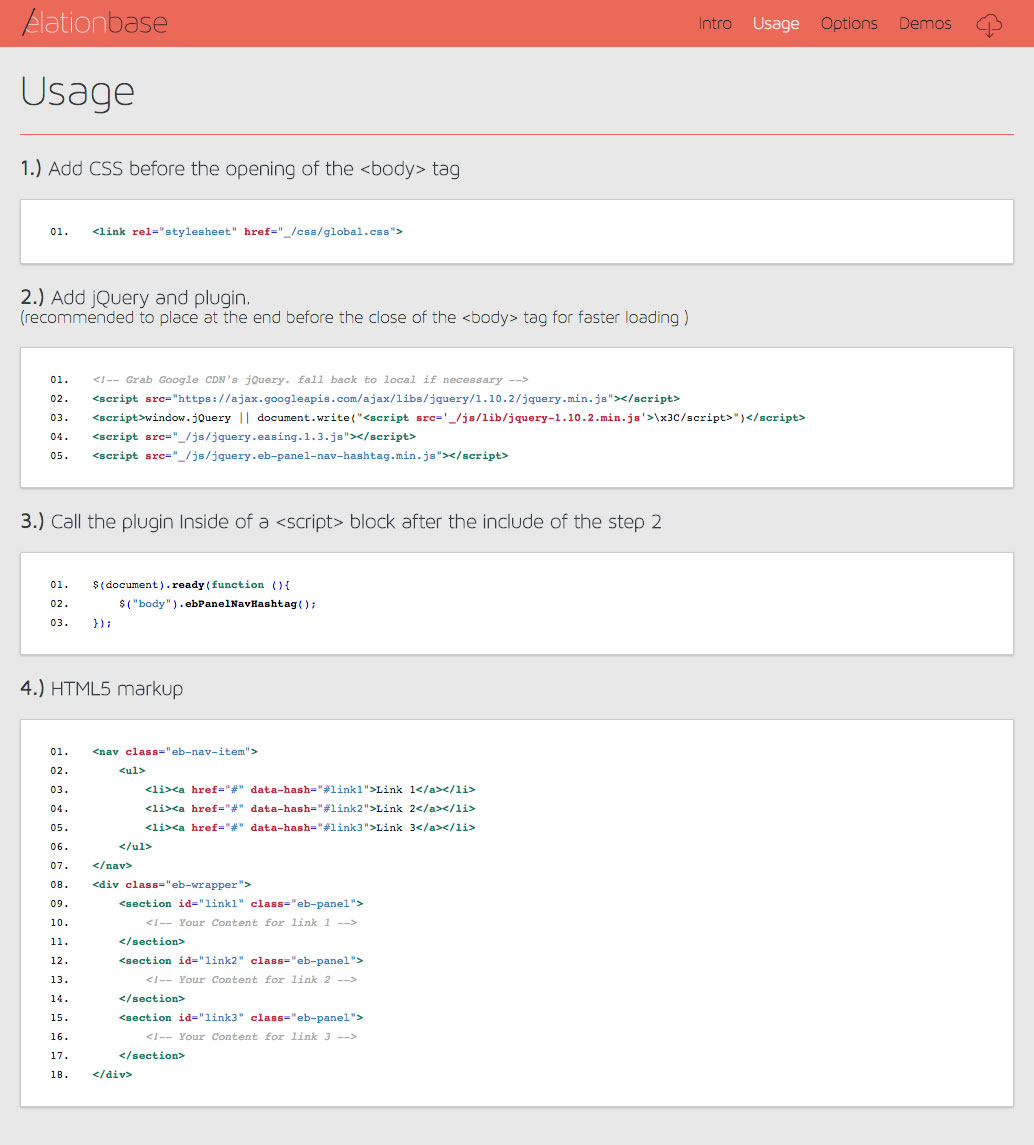 elationbase
Intro Usage Options Demos
Usage
1.) Add CSS before the opening of the <body> tag
01. <link rel="stylesheet" href="_/css/global.css">
2.) Add jQuery and plugin.
(recommended to place at the end before the close of the <body> tag for faster loading )
01. <!-- Grab Google CDN's jQuery. fall back to local if necessary -->
02. <script src="https://ajax.googleapis.com/ajax/libs/jquery/1.10.2/jquery.min.js"></script>
03. <script>window.jQuery || document.write("<script src='_/js/lib/jquery-1.10.2.min.js'>\x3C/script>")</script>
04. <script src="_/js/jquery.easing.1.3.js"></script>
05. <script src="_/js/jquery.eb-panel-nav-hashtag.min.js"></script>
3.) Call the plugin Inside of a <script> block after the include of the step 2
01. $(document).ready(function (){
02. $("body").ebPanelNavHashtag();
03. });
4.) HTML5 markup
01. <nav class="eb-nav-item">
02. <ul>
03. <li><a href="#" data-hash="#link1">Link 1</a></li>
04. <li><a href="#" data-hash="#link2">Link 2</a></li>
05. <li><a href="#" data-hash="#link3">Link 3</a></li>
06. </ul>
07. </nav>
08. <div class="eb-wrapper">
09. <section id="link1" class="eb-panel">
10. <!-- Your Content for link 1 -->
11. </section>
12. <section id="link2" class="eb-panel">
13. <!-- Your Content for link 2 -->
14. </section>
15. <section id="link3" class="eb-panel">
16. <!-- Your Content for link 3 -->
17. </section>
18. </div>